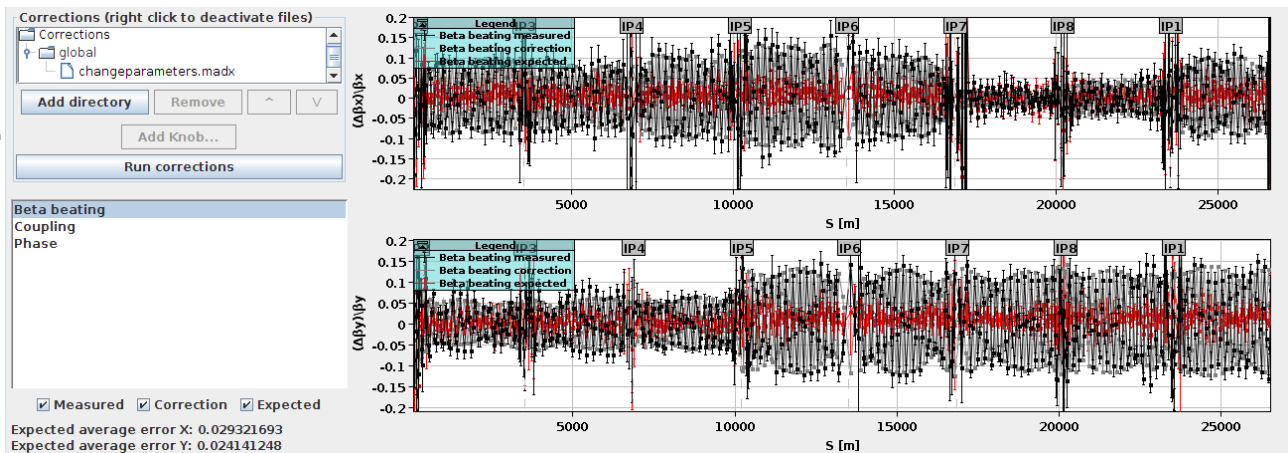 Corrections (right click to deactivate files)
Corrections
global
changeparameters.madx
Add directory
Remove
^
V
Add Knob...
Run corrections
Beta beating
Coupling
Phase
Measured
Correction
Expected
Expected average error X: 0.029321693
Expected average error Y: 0.024141248
0.2
0.15
0.1
0.05
0
-0.05
-0.1
-0.15
-0.2
(Δβx)\βx
Legend
Beta beating measured
Beta beating correction
Beta beating expected
IP3
IP4
IP5
IP6
IP7
IP8
IP1
5000
10000
15000
20000
25000
S [m]
0.2
0.15
0.1
0.05
0
-0.05
-0.1
-0.15
-0.2
(Δβy)\βy
Legend
Beta beating measured
Beta beating correction
Beta beating expected
IP3
IP4
IP5
IP6
IP7
IP8
IP1
5000
10000
15000
20000
25000
S [m]